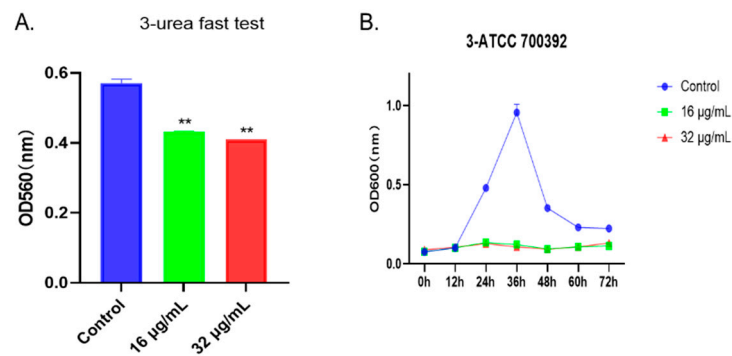 A.
3-urea fast test
OD560(nm)
0.6
0.4
0.2
0.0
**
**
Control
16 μg/mL
32 μg/mL
B.
3-ATCC 700392
OD600(nm)
1.0
0.5
0.0
0h 12h 24h 36h 48h 60h 72h
Control
16 μg/mL
32 μg/mL